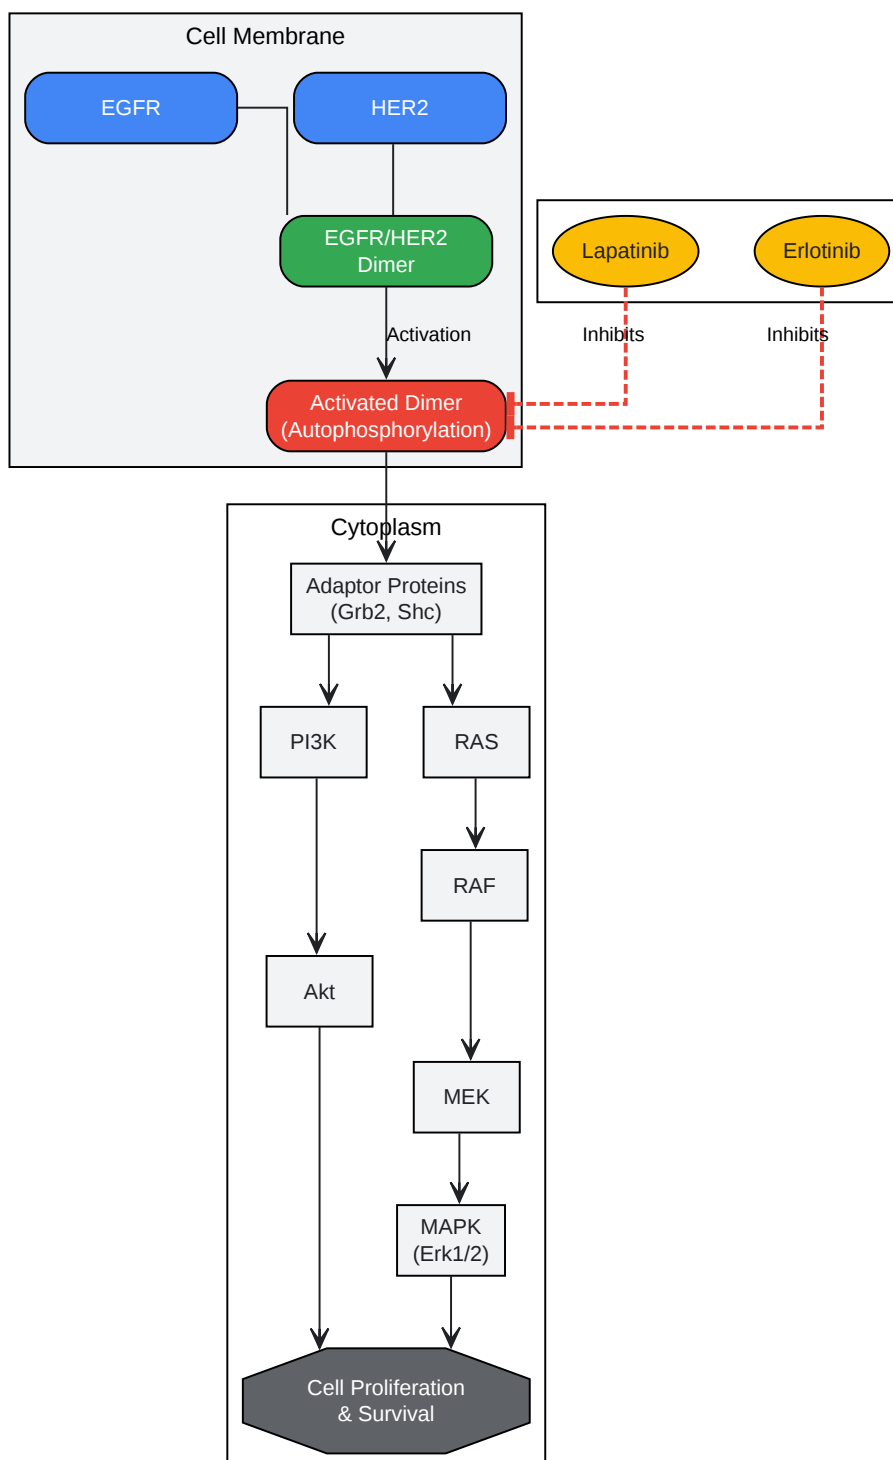 Cell Membrane
EGFR
HER2
EGFR/HER2
Dimer
Lapatinib
Erlotinib
Activation
Inhibits
Inhibits
Activated Dimer
(Autophosphorylation)
Cytoplasm
Adaptor Proteins
(Grb2, Shc)
PI3K
RAS
RAF
Akt
MEK
MAPK
(Erk1/2)
Cell Proliferation
& Survival